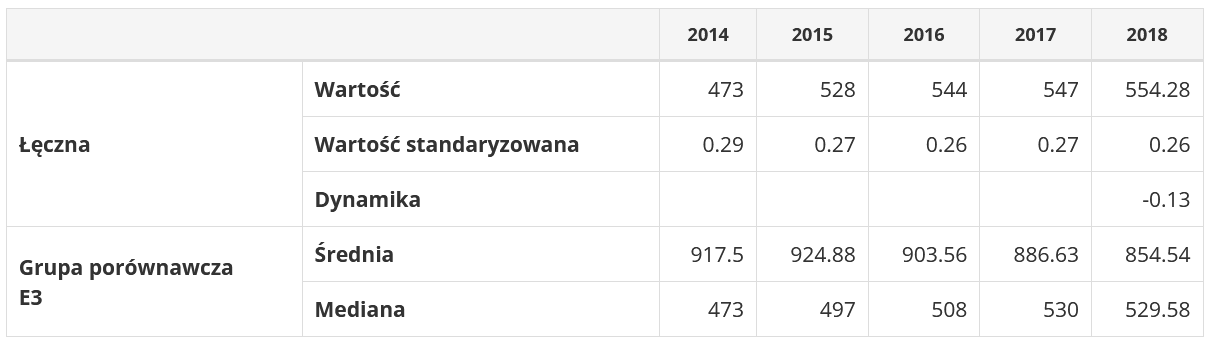 2014 2015 2016 2017 2018
Łęczna
Wartość 473 528 544 547 554.28
Wartość standaryzowana 0.29 0.27 0.26 0.27 0.26
Dynamika -0.13
Grupa porównawcza
E3
Średnia 917.5 924.88 903.56 886.63 854.54
Mediana 473 497 508 530 529.58